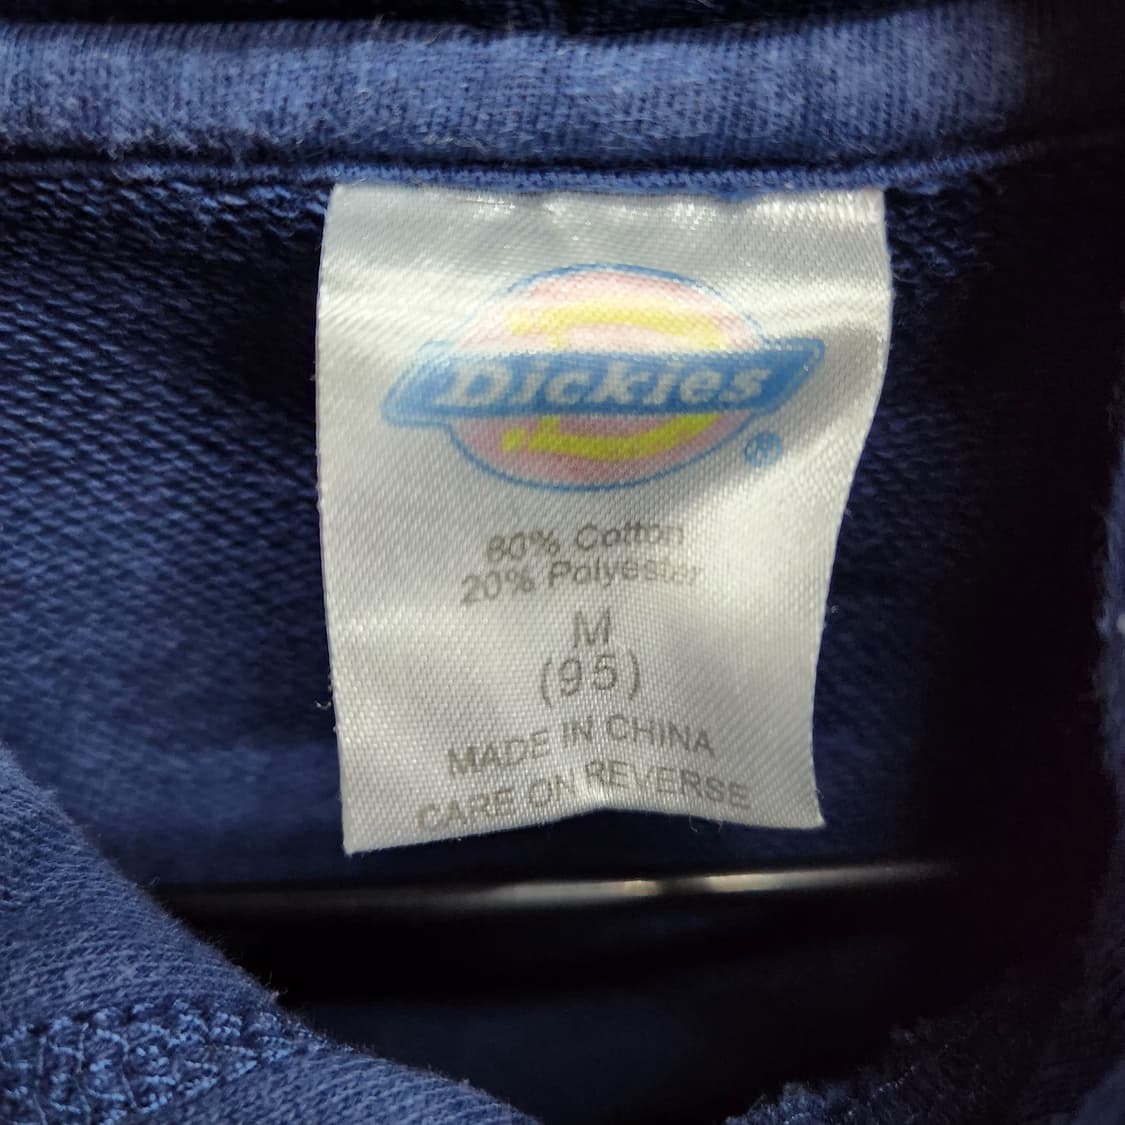 Dickies
®
80% Cotton
20% Polyester
M
(95)
MADE IN CHINA
CARE ON REVERSE